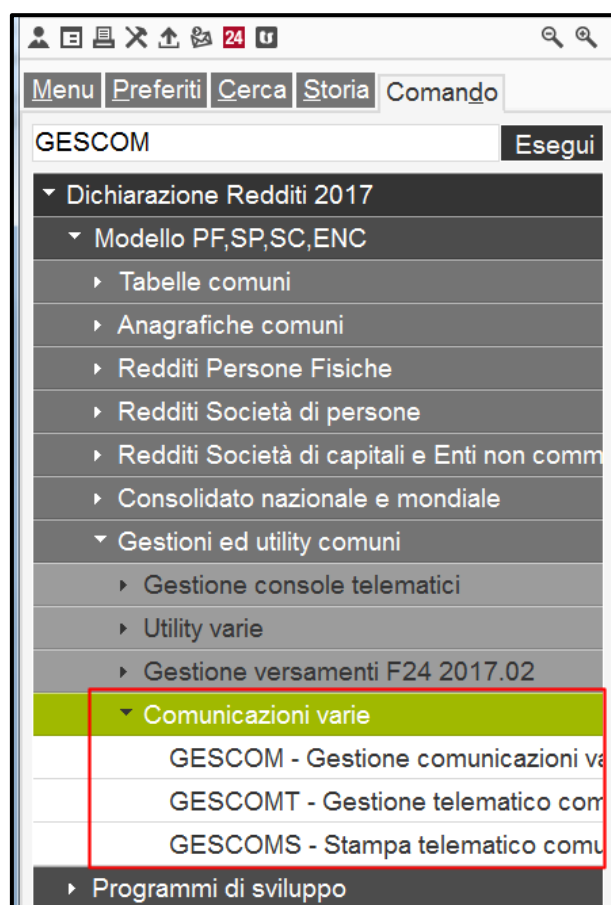 24
Menu Preferiti Cerca Storia Comando
GESCOM Esegui
Dichiarazione Redditi 2017
Modello PF,SP,SC,ENC
Tabelle comuni
Anagrafiche comuni
Redditi Persone Fisiche
Redditi Società di persone
Redditi Società di capitali e Enti non comm
Consolidato nazionale e mondiale
Gestioni ed utility comuni
Gestione console telematici
Utility varie
Gestione versamenti F24 2017.02
Comunicazioni varie
GESCOM - Gestione comunicazioni va
GESCOMT - Gestione telematico com
GESCOMS - Stampa telematico comu
Programmi di sviluppo